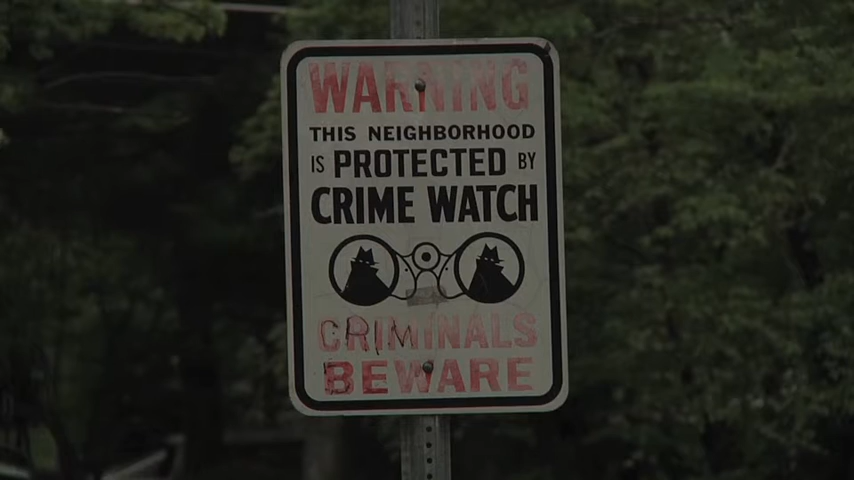 WARNING
THIS NEIGHBORHOOD
IS PROTECTED BY
CRIME WATCH
CRIMINALS
BEWARE